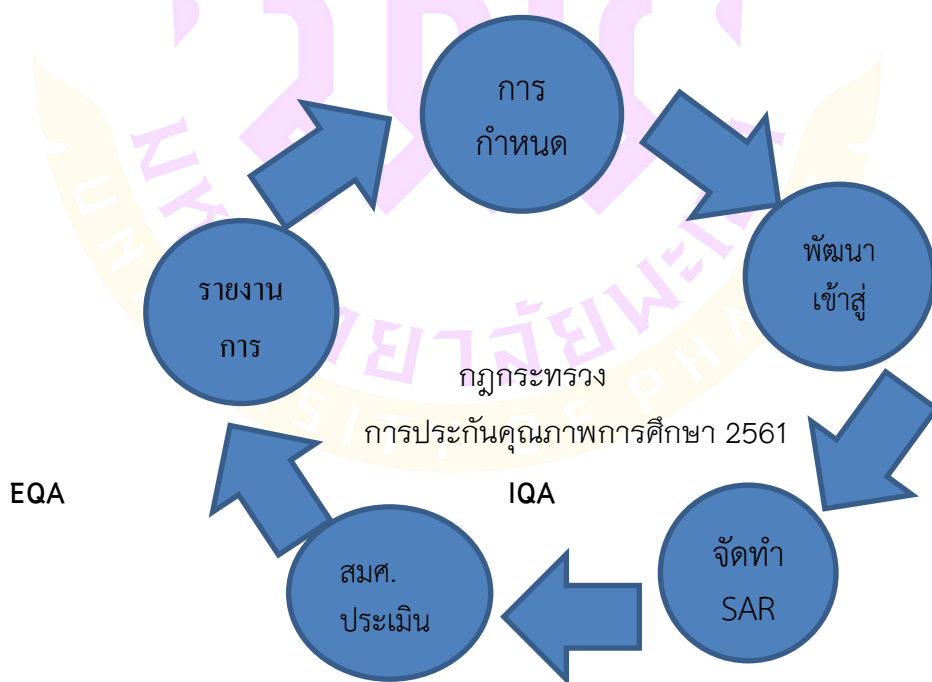 การ
กำหนด
พัฒนา
เข้าสู่
รายงาน
การ
กฎกระทรวง
การประกันคุณภาพการศึกษา 2561
EQA
IQA
จัดทำ
SAR
สมศ.
ประเมิน